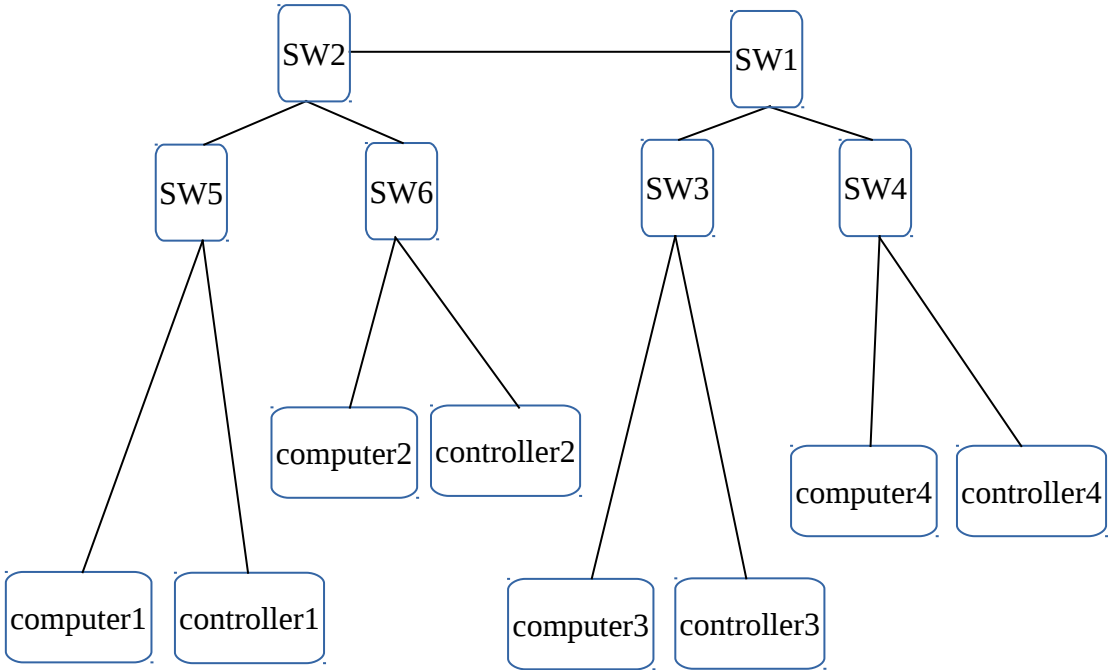 SW2
SW1
SW5
SW6
SW3
SW4
computer2
controller2
computer4
controller4
computer1
controller1
computer3
controller3